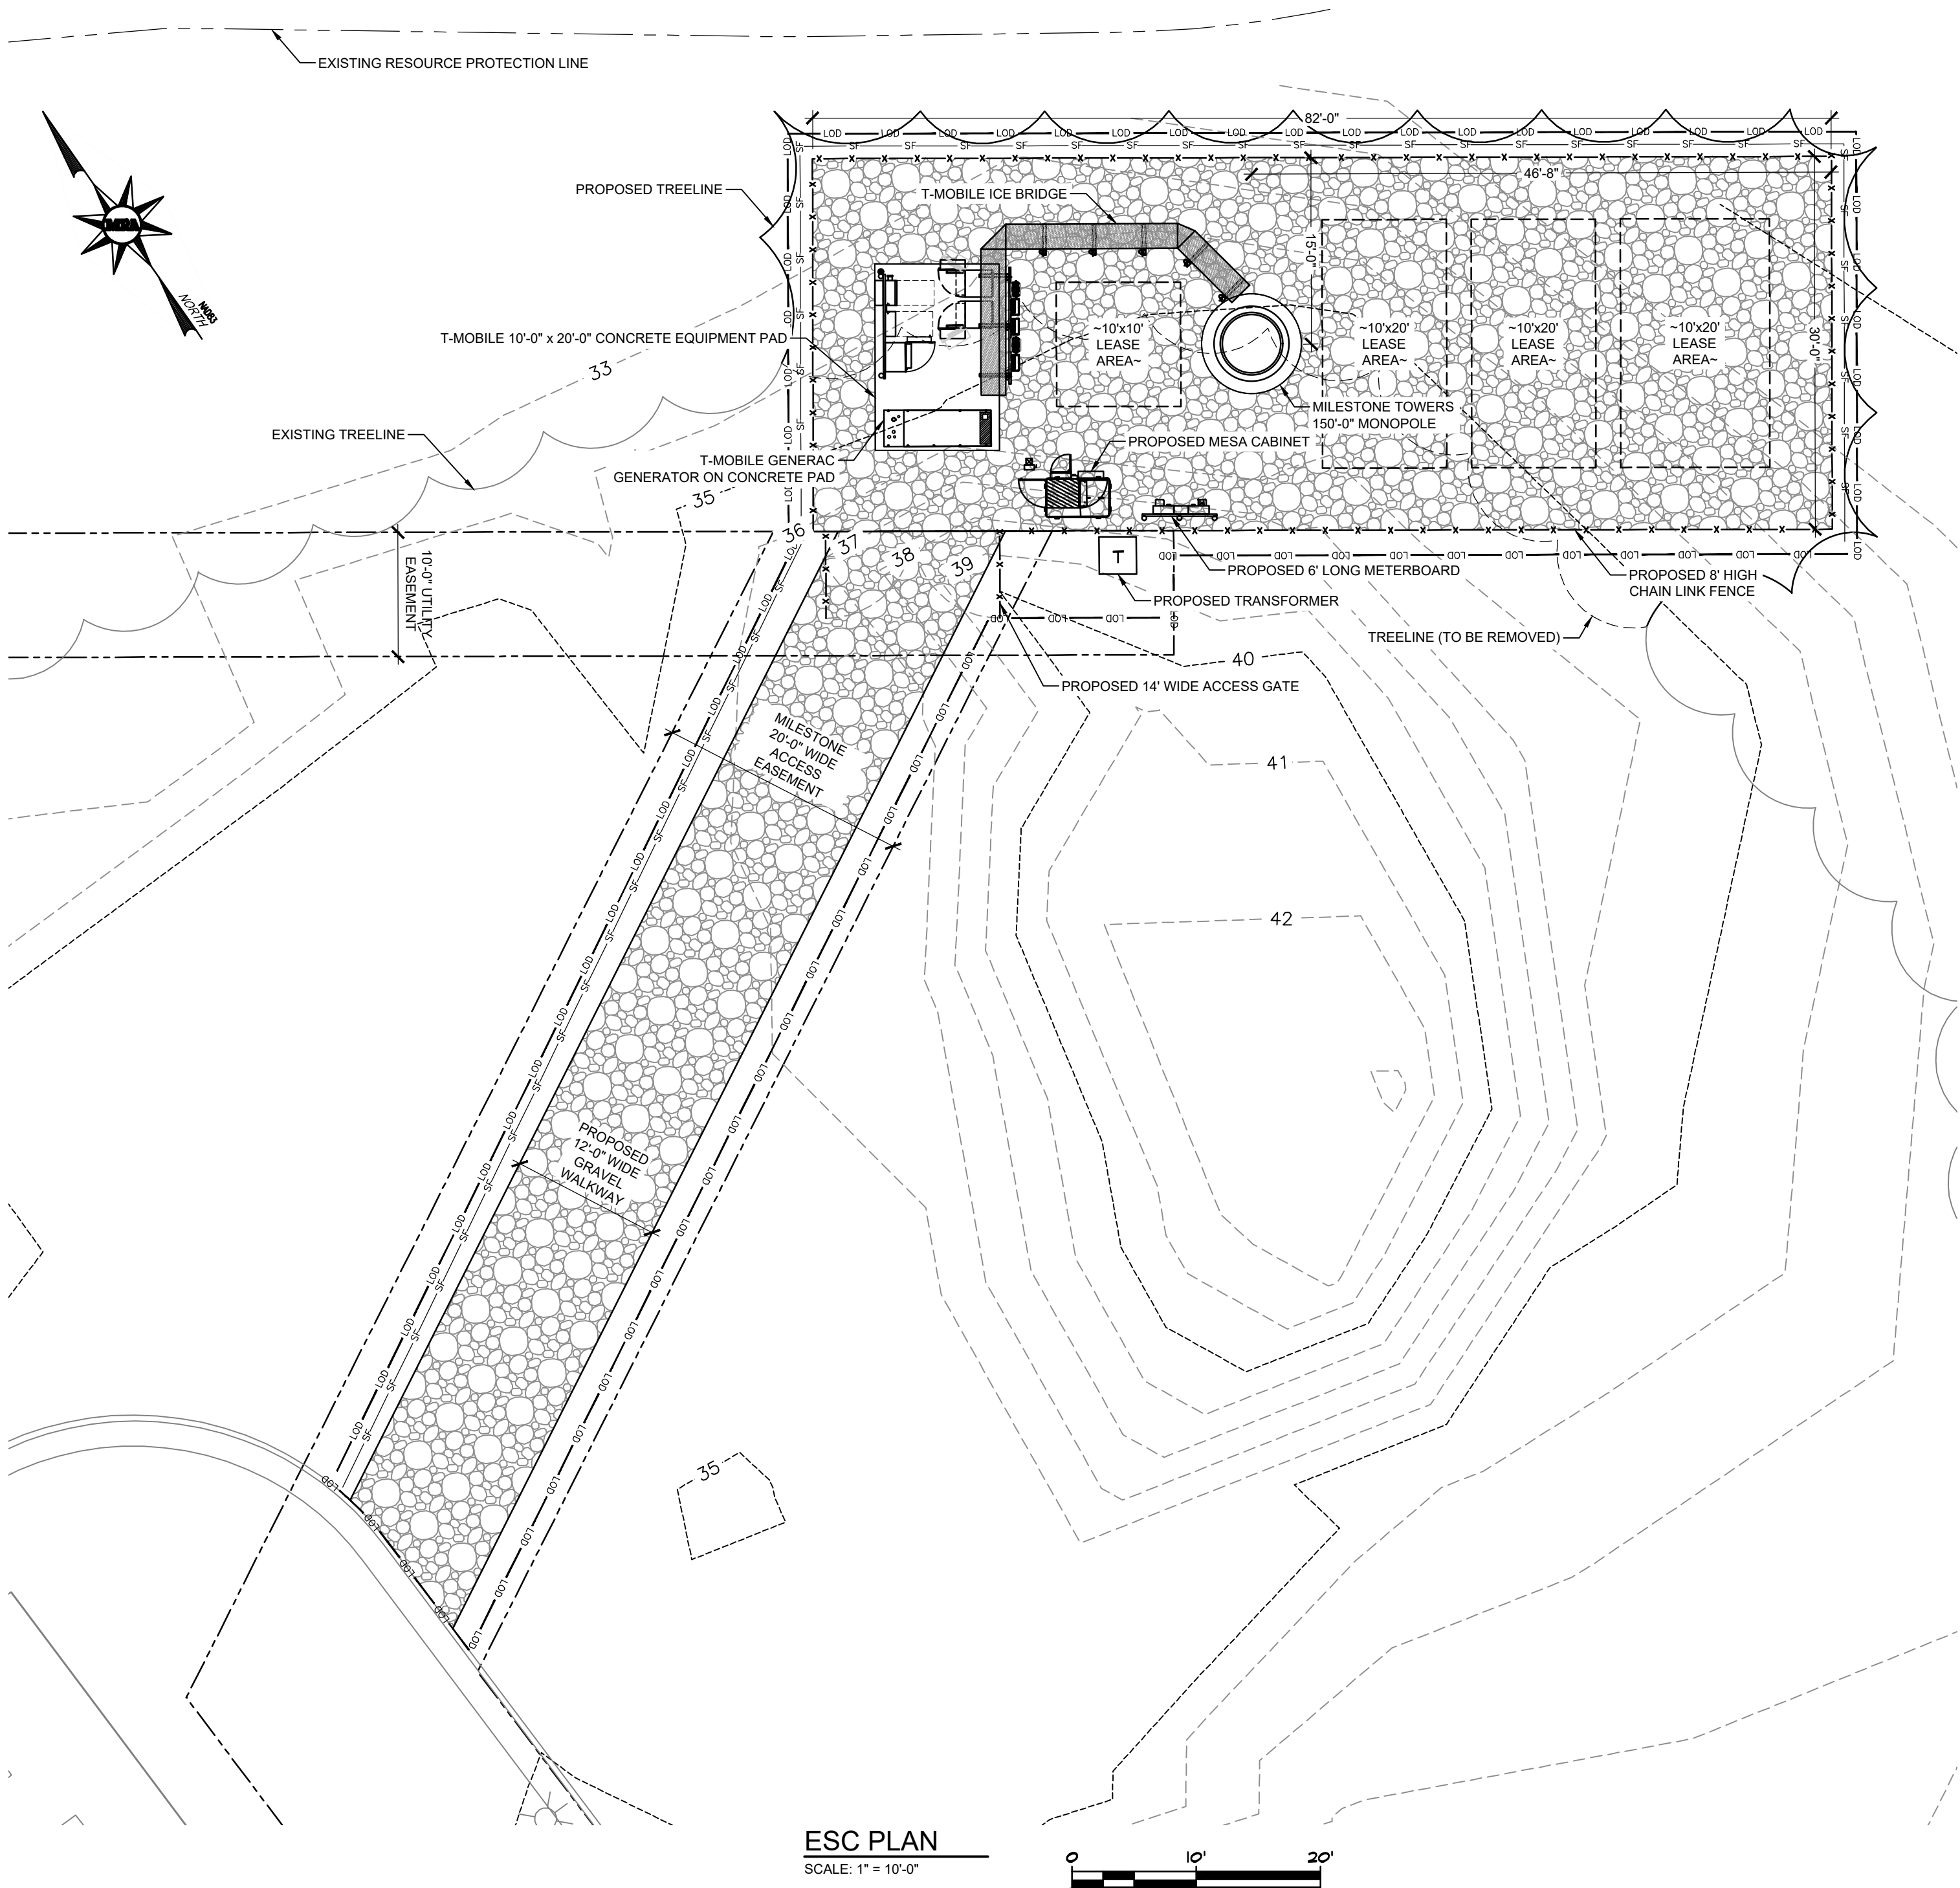 EXISTING RESOURCE PROTECTION LINE
82'-0"
46'-8"
PROPOSED TREELINE
T-MOBILE ICE BRIDGE
MRA
NAD83
NORTH
15'-0"
30'-0"
T-MOBILE 10'-0" x 20'-0" CONCRETE EQUIPMENT PAD
~10'x10'
LEASE
AREA~
~10'x20'
LEASE
AREA~
~10'x20'
LEASE
AREA~
~10'x20'
LEASE
AREA~
33
MILESTONE TOWERS
150'-0" MONOPOLE
EXISTING TREELINE
PROPOSED MESA CABINET
T-MOBILE GENERAC
GENERATOR ON CONCRETE PAD
35
36
37
38
39
10'-0" UTILITY
EASEMENT
T
PROPOSED 6' LONG METERBOARD
PROPOSED 8' HIGH
CHAIN LINK FENCE
PROPOSED TRANSFORMER
TREELINE (TO BE REMOVED)
40
PROPOSED 14' WIDE ACCESS GATE
MILESTONE
20'-0" WIDE
ACCESS
EASEMENT
41
42
PROPOSED
12'-0" WIDE
GRAVEL
WALKWAY
35
LOD
SF
ESC PLAN
SCALE: 1" = 10'-0"
0 10' 20'